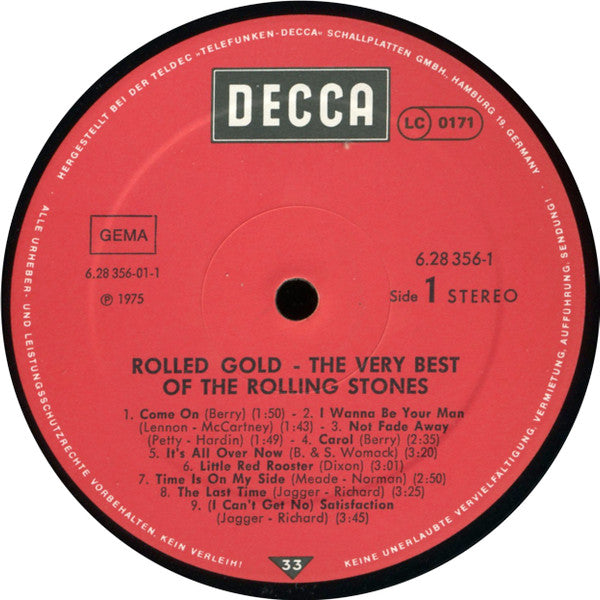 HERGESTELLT BEI DER TELDEC »TELEFUNKEN-DECCA« SCHALLPLATTEN GMBH., HAMBURG 19, GERMANY
DECCA
LC 0171
GEMA
6.28 356-01-1
Ⓟ 1975
6.28 356-1
Side 1 STEREO
ROLLED GOLD - THE VERY BEST
OF THE ROLLING STONES
1. Come On (Berry) (1:50) - 2. I Wanna Be Your Man
(Lennon - McCartney) (1:43) - 3. Not Fade Away
(Petty - Hardin) (1:49) - 4. Carol (Berry) (2:35)
5. It's All Over Now (B. & S. Womack) (3:20)
6. Little Red Rooster (Dixon) (3:01)
7. Time Is On My Side (Meade - Norman) (2:50)
8. The Last Time (Jagger - Richard) (3:25)
9. (I Can't Get No) Satisfaction
(Jagger - Richard) (3:45)
ALLE URHEBER- UND LEISTUNGSSCHUTZRECHTE VORBEHALTEN. KEIN VERLEIH!
KEINE UNERLAUBTE VERVIELFÄLTIGUNG, VERMIETUNG, AUFFÜHRUNG, SENDUNG!
33